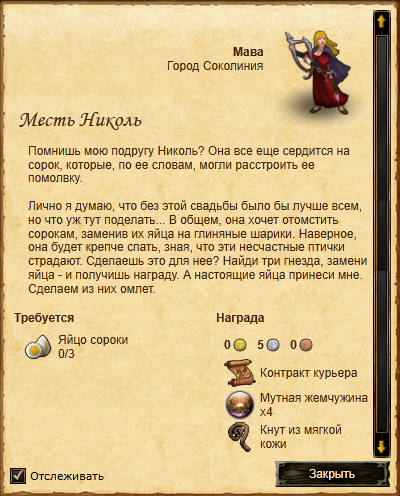 Мава
Город Соколиния
Месть Николь
Помнишь мою подругу Николь? Она все еще сердится на
сорок, которые, по ее словам, могли расстроить ее
помолвку.
Лично я думаю, что без этой свадьбы было бы лучше всем,
но что уж тут поделать... В общем, она хочет отомстить
сорокам, заменив их яйца на глиняные шарики. Наверное,
она будет крепче спать, зная, что эти несчастные птички
страдают. Сделаешь это для нее? Найди три гнезда, замени
яйца - и получишь награду. А настоящие яйца принеси мне.
Сделаем из них омлет.
Требуется
Яйцо сороки
0/3
Награда
0 5 0
Контракт курьера
Мутная жемчужина
x4
Кнут из мягкой
кожи
Отслеживать
Закрыть